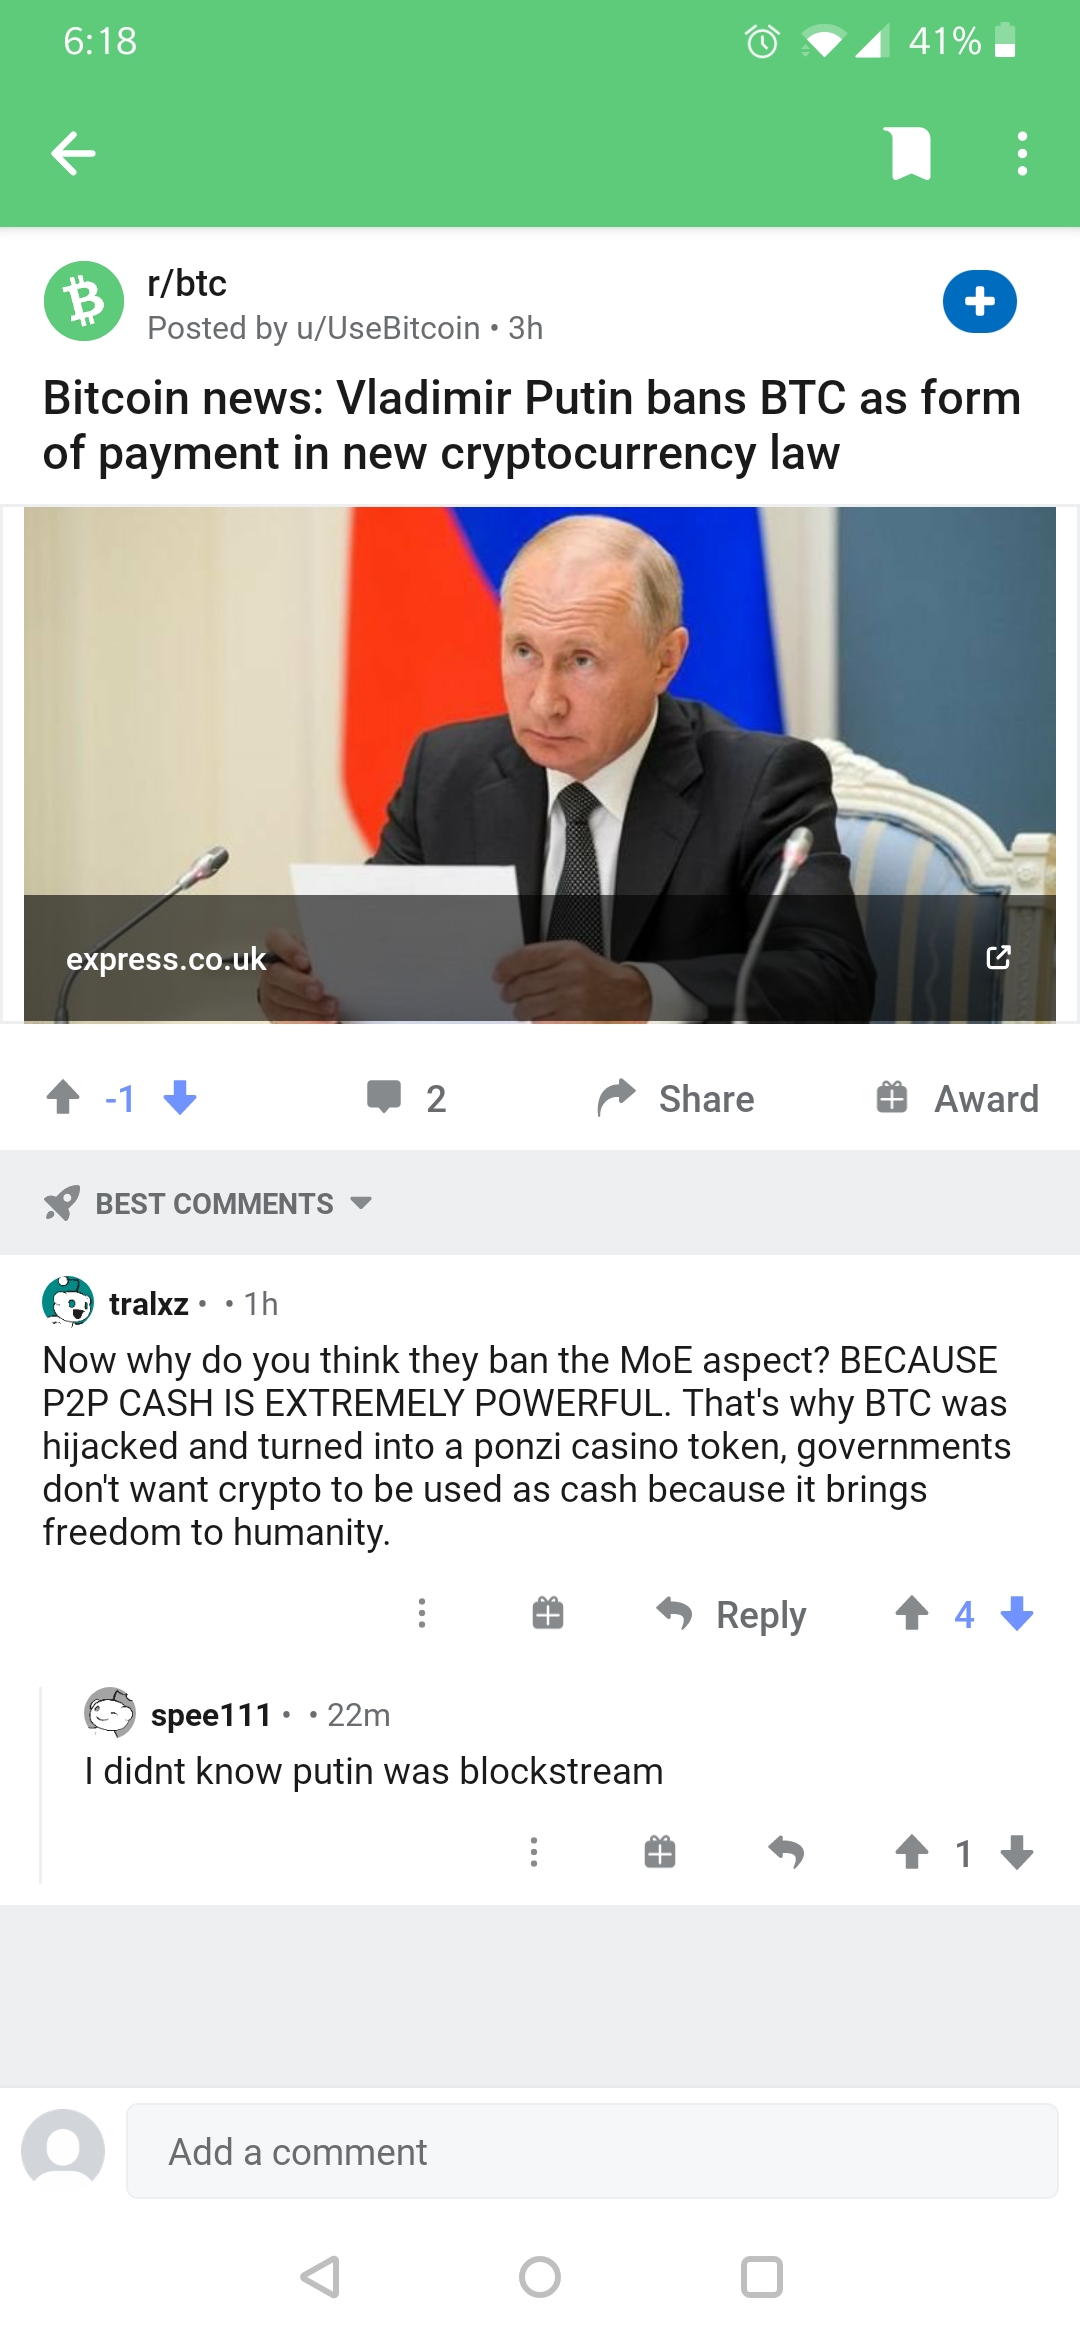 6:18 41%
r/btc
Posted by u/UseBitcoin • 3h
Bitcoin news: Vladimir Putin bans BTC as form
of payment in new cryptocurrency law
express.co.uk
-1 2 Share Award
BEST COMMENTS
tralxz • • 1h
Now why do you think they ban the MoE aspect? BECAUSE
P2P CASH IS EXTREMELY POWERFUL. That's why BTC was
hijacked and turned into a ponzi casino token, governments
don't want crypto to be used as cash because it brings
freedom to humanity.
Reply 4
spee111 • • 22m
I didnt know putin was blockstream
1
Add a comment